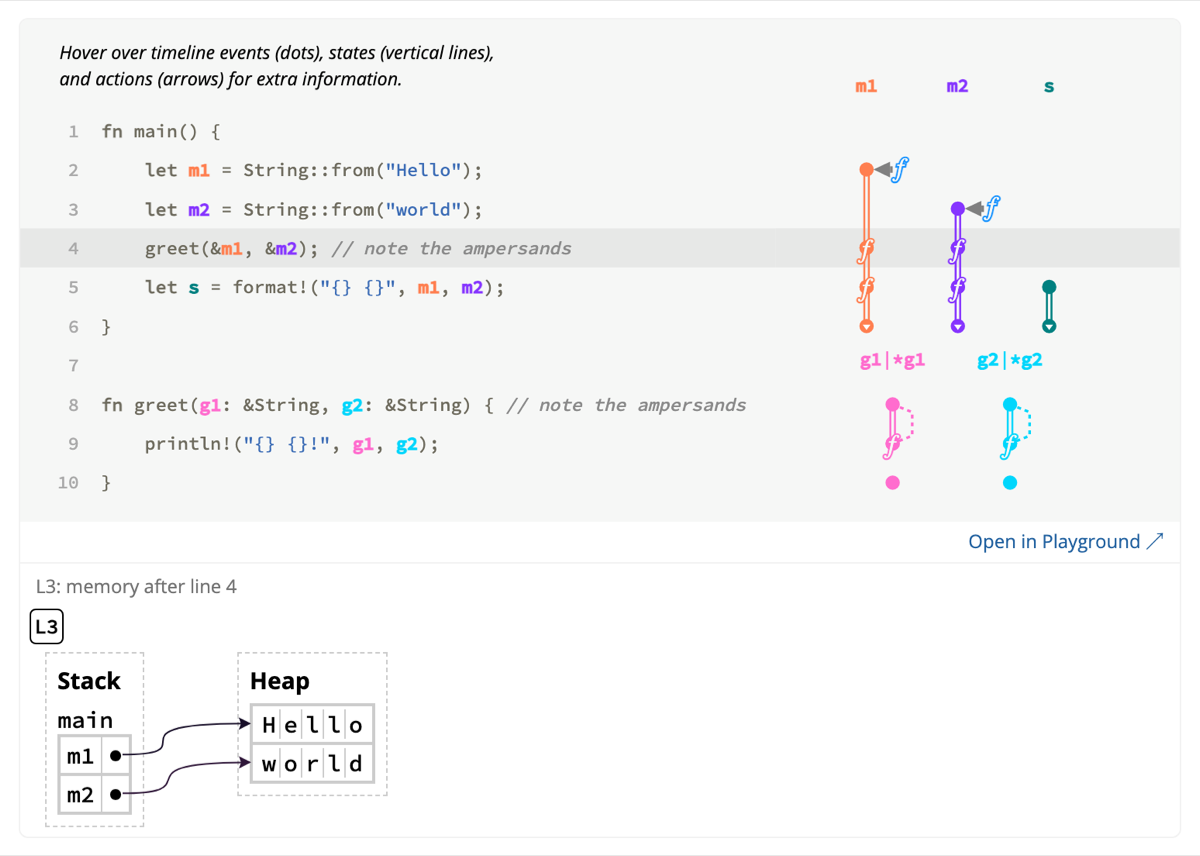 Hover over timeline events (dots), states (vertical lines),
and actions (arrows) for extra information.
m1 m2 s
1 fn main() {
2 let m1 = String::from("Hello");
f
3 let m2 = String::from("world");
f
4 greet(&m1, &m2); // note the ampersands
f f
5 let s = format!("{} {}", m1, m2);
f f
6 }
g1|*g1 g2|*g2
7
8 fn greet(g1: &String, g2: &String) { // note the ampersands
9 println!("{} {}!", g1, g2);
f f
10 }
Open in Playground ↗
L3: memory after line 4
L3
Stack
main
m1
m2
Heap
Hello
world